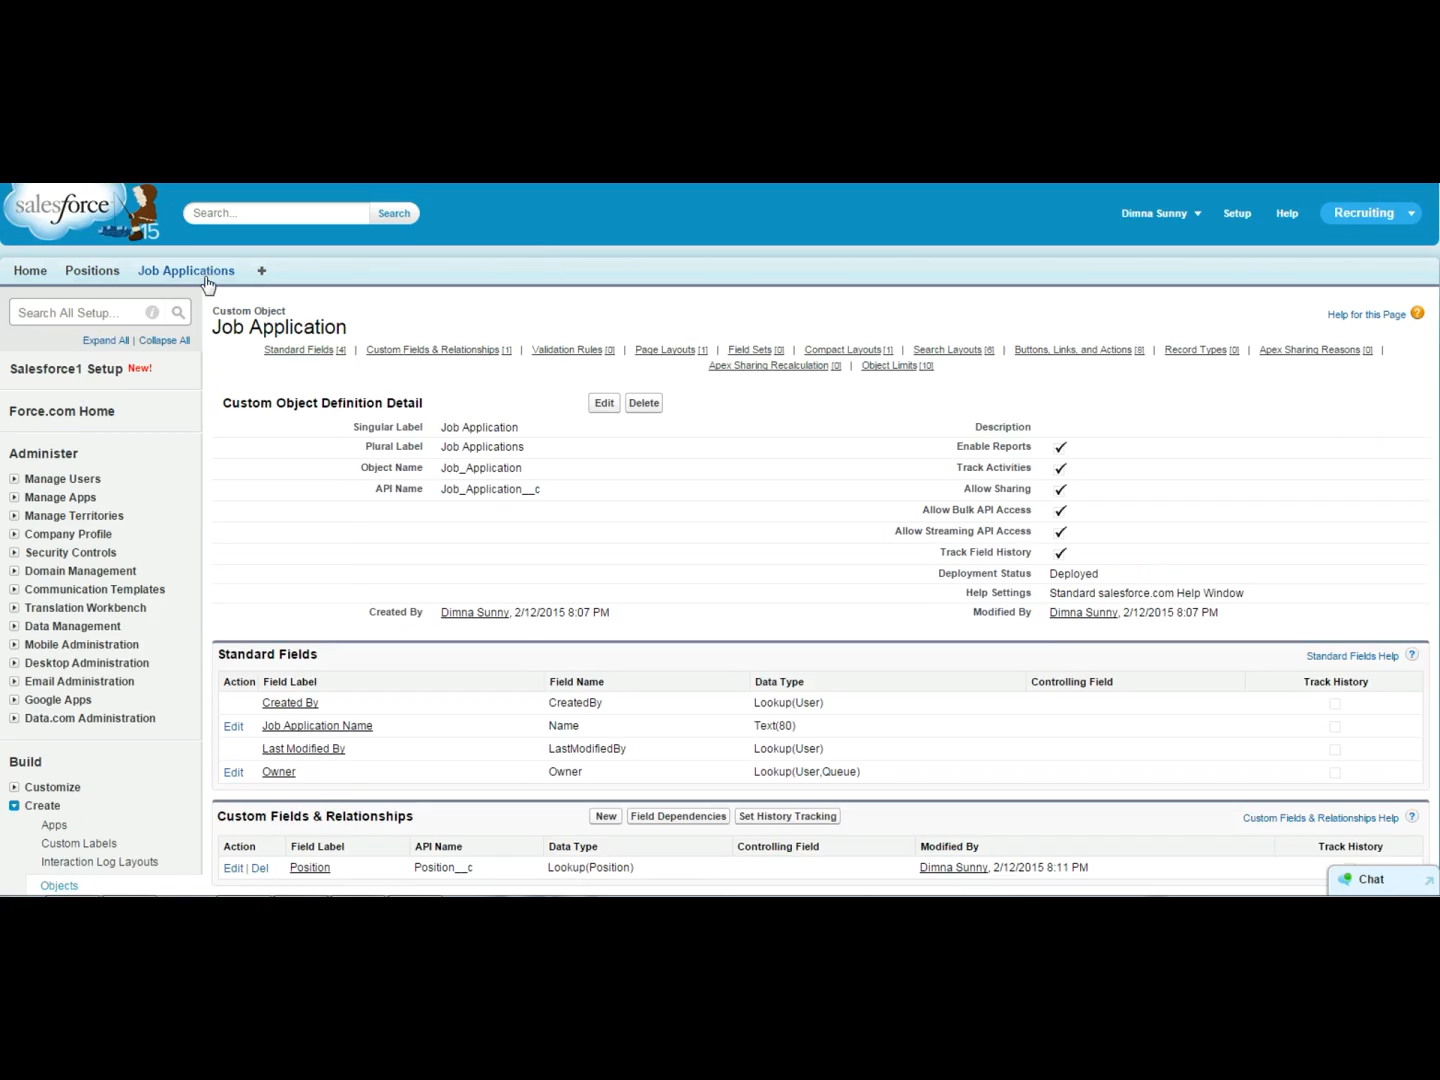 salesforce
15
Search...
Search
Dimna Sunny
Setup
Help
Recruiting
Home
Positions
Job Applications
+
Search All Setup...
Expand All | Collapse All
Salesforce1 Setup New!
Force.com Home
Administer
Manage Users
Manage Apps
Manage Territories
Company Profile
Security Controls
Domain Management
Communication Templates
Translation Workbench
Data Management
Mobile Administration
Desktop Administration
Email Administration
Google Apps
Data.com Administration
Build
Customize
Create
Apps
Custom Labels
Interaction Log Layouts
Objects
Custom Object
Job Application
Help for this Page
Standard Fields [4] | Custom Fields & Relationships [1] | Validation Rules [0] | Page Layouts [1] | Field Sets [0] | Compact Layouts [1] | Search Layouts [6] | Buttons, Links, and Actions [8] | Record Types [0] | Apex Sharing Reasons [0] |
Apex Sharing Recalculation [0] | Object Limits [10]
Custom Object Definition Detail Edit Delete
Singular Label Job Application Description
Plural Label Job Applications Enable Reports ✓
Object Name Job_Application Track Activities ✓
API Name Job_Application__c Allow Sharing ✓
Allow Bulk API Access ✓
Allow Streaming API Access ✓
Track Field History ✓
Deployment Status Deployed
Help Settings Standard salesforce.com Help Window
Created By Dimna Sunny, 2/12/2015 8:07 PM Modified By Dimna Sunny, 2/12/2015 8:07 PM
Standard Fields Standard Fields Help ?
Action Field Label Field Name Data Type Controlling Field Track History
Created By CreatedBy Lookup(User)
Edit Job Application Name Name Text(80)
Last Modified By LastModifiedBy Lookup(User)
Edit Owner Owner Lookup(User,Queue)
Custom Fields & Relationships New Field Dependencies Set History Tracking Custom Fields & Relationships Help ?
Action Field Label API Name Data Type Controlling Field Modified By Track History
Edit | Del Position Position__c Lookup(Position) Dimna Sunny, 2/12/2015 8:11 PM
Chat